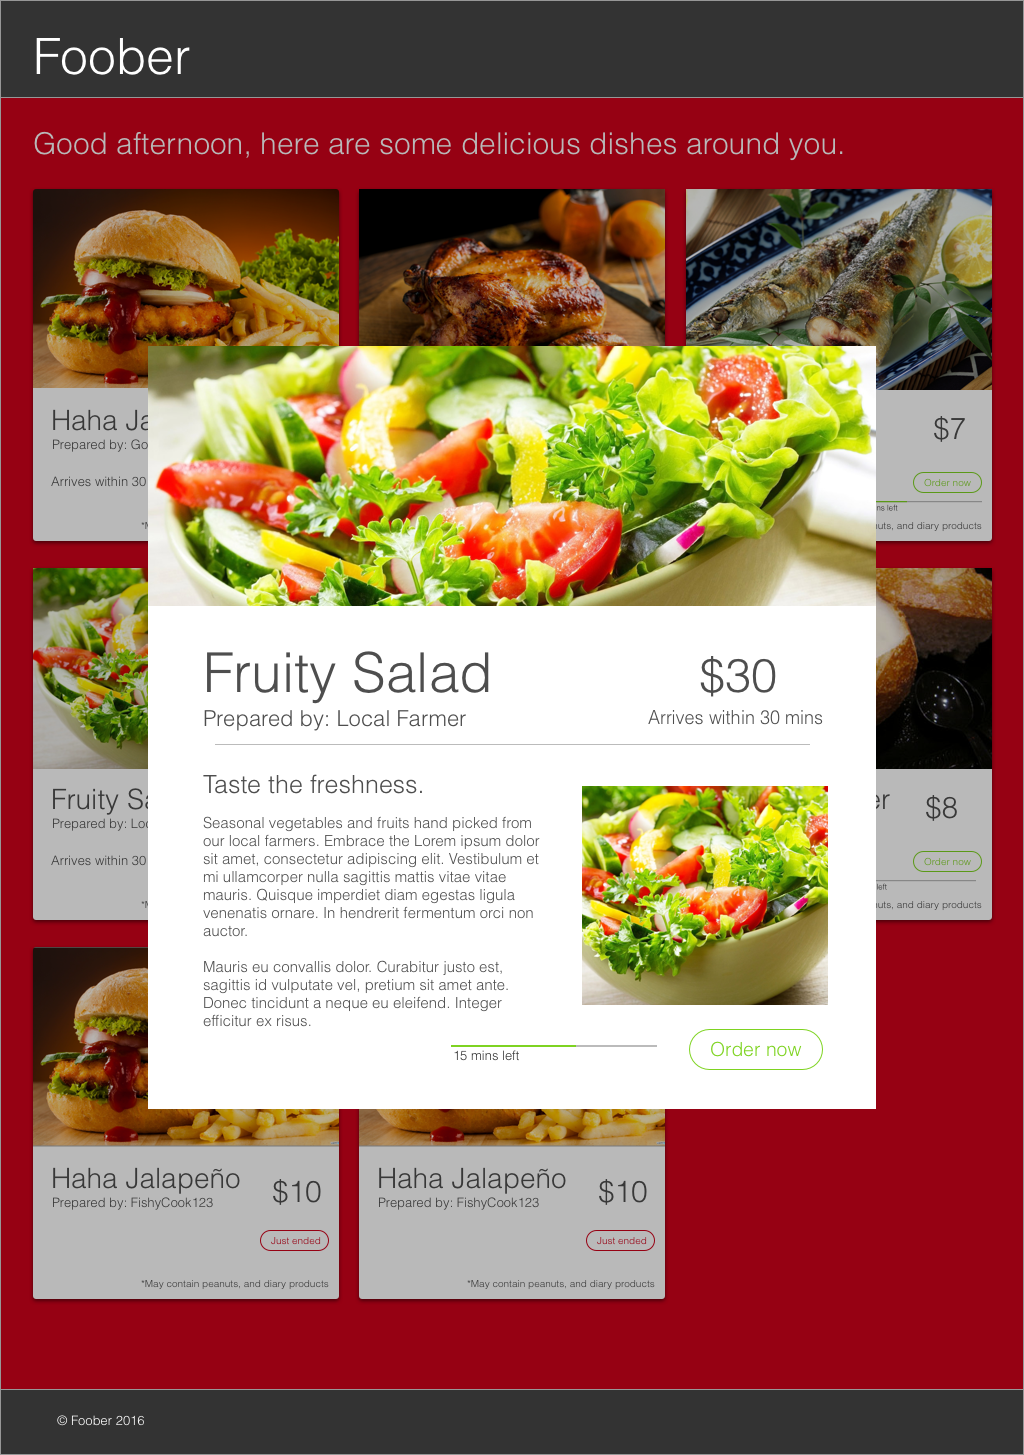 Foober
Good afternoon, here are some delicious dishes around you.
Haha Ja
Prepared by: Go
Arrives within 30
$7
Order now
ns left
uts, and diary products
Fruity Salad
Prepared by: Local Farmer
$30
Arrives within 30 mins
Taste the freshness.
Seasonal vegetables and fruits hand picked from
our local farmers. Embrace the Lorem ipsum dolor
sit amet, consectetur adipiscing elit. Vestibulum et
mi ullamcorper nulla sagittis mattis vitae vitae
mauris. Quisque imperdiet diam egestas ligula
venenatis ornare. In hendrerit fermentum orci non
auctor.
Mauris eu convallis dolor. Curabitur justo est,
sagittis id vulputate vel, pretium sit amet ante.
Donec tincidunt a neque eu eleifend. Integer
efficitur ex risus.
15 mins left
Order now
Fruity Sa
Prepared by: Loc
Arrives within 30
er
$8
Order now
left
uts, and diary products
Haha Jalapeño
Prepared by: FishyCook123
$10
Just ended
*May contain peanuts, and diary products
Haha Jalapeño
Prepared by: FishyCook123
$10
Just ended
*May contain peanuts, and diary products
© Foober 2016